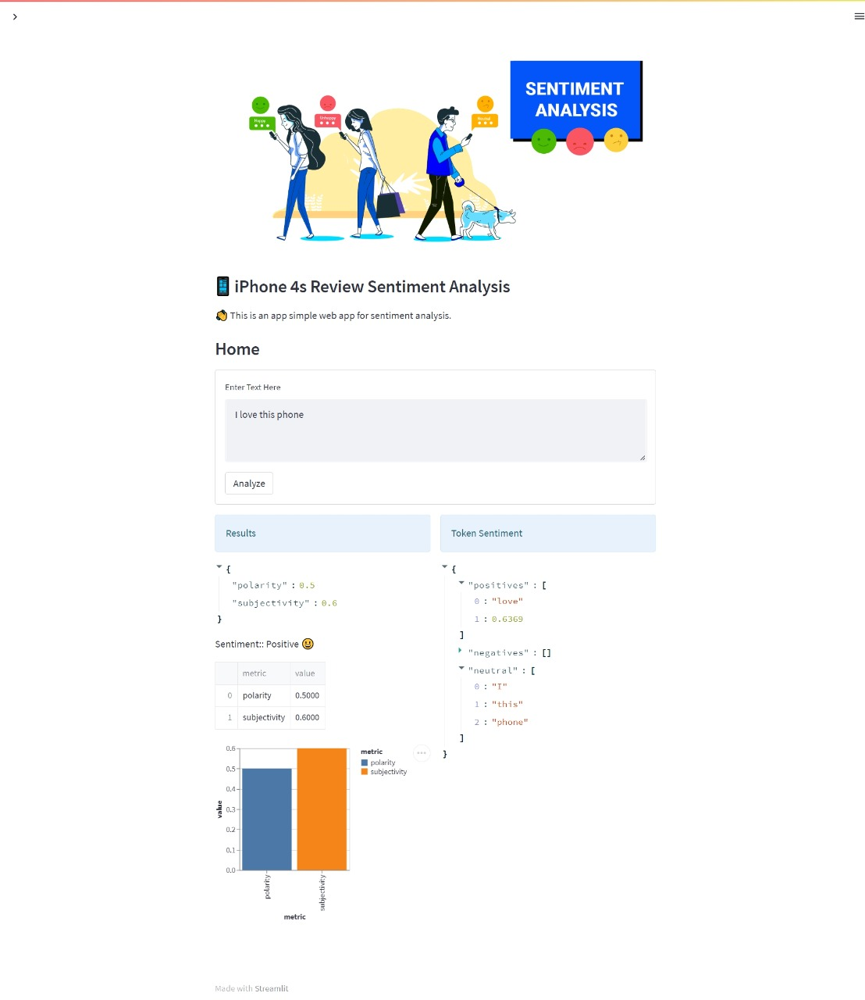 SENTIMENT
ANALYSIS
Happy
Unhappy
Neutral
📱 iPhone 4s Review Sentiment Analysis
👏 This is an app simple web app for sentiment analysis.
Home
Enter Text Here
I love this phone
Analyze
Results
{
"polarity" : 0.5
"subjectivity" : 0.6
}
Sentiment:: Positive 😃
metric value
0 polarity 0.5000
1 subjectivity 0.6000
metric
polarity
subjectivity
0.6
0.5
0.4
0.3
0.2
0.1
0.0
value
polarity
subjectivity
metric
Token Sentiment
{
"positives" : [
0 : "love"
1 : 0.6369
]
"negatives" : []
"neutral" : [
0 : "I"
1 : "this"
2 : "phone"
]
}
Made with Streamlit